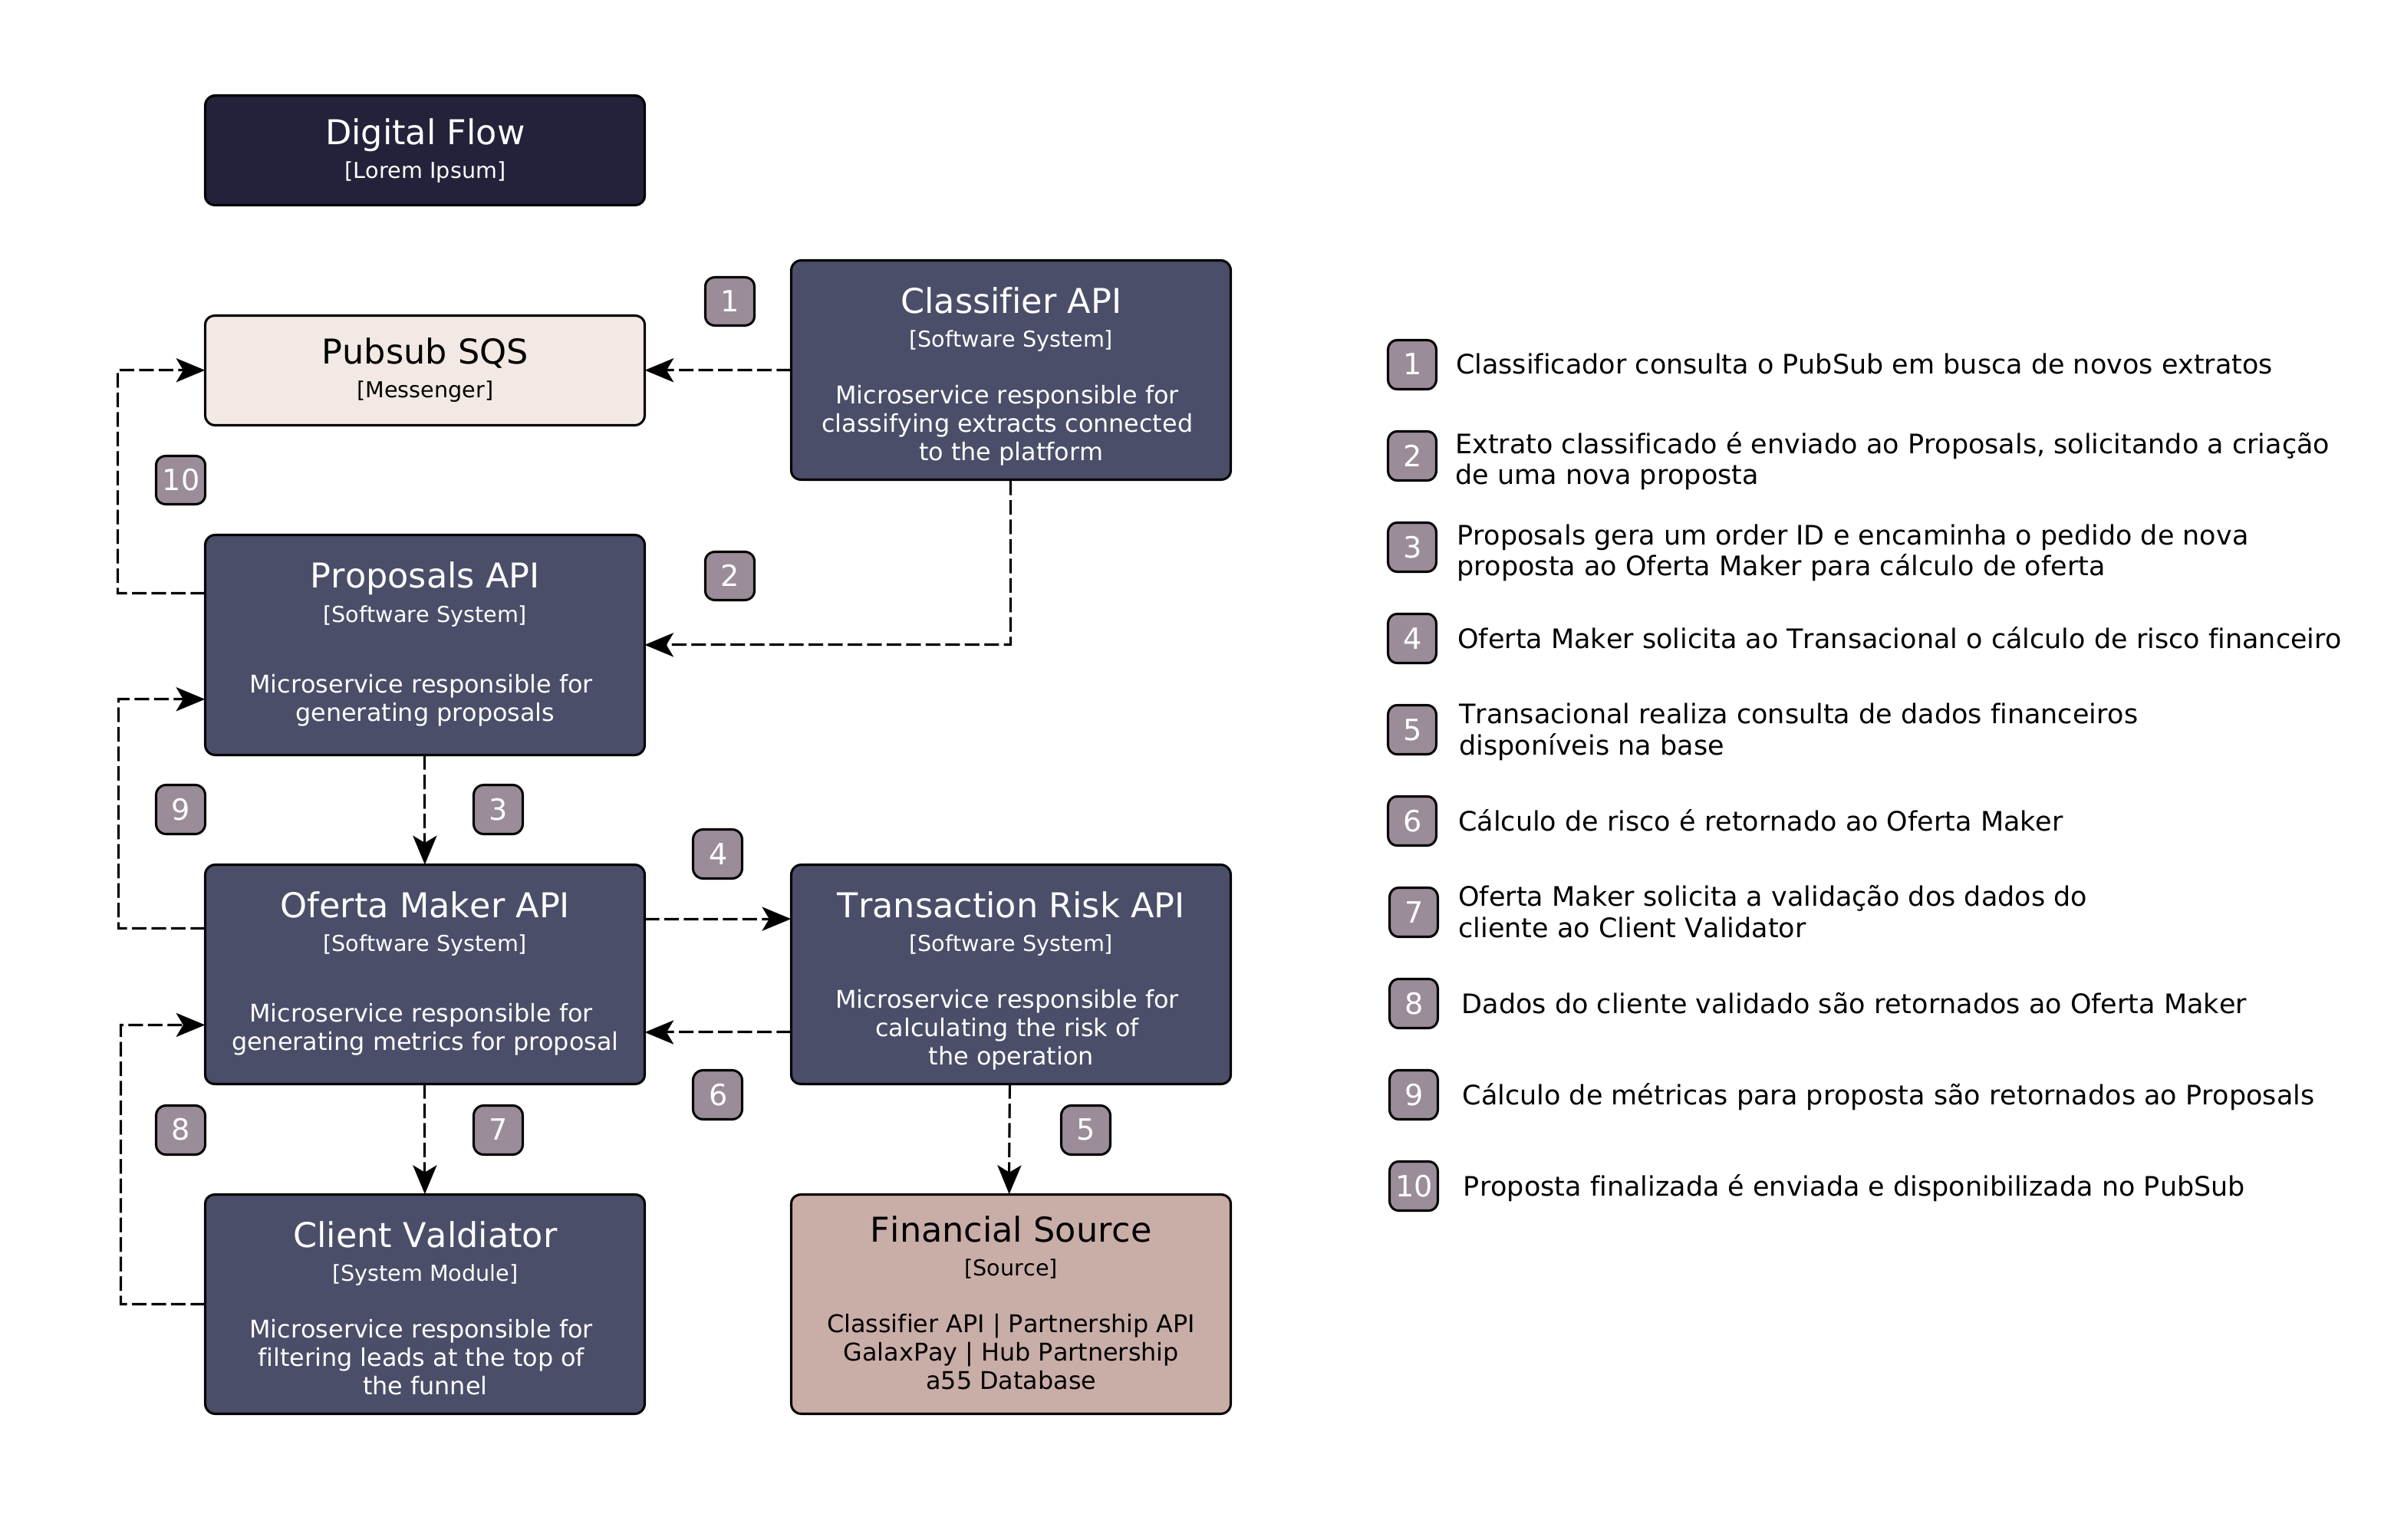 Digital Flow
[Lorem Ipsum]
1
Classifier API
[Software System]
Microservice responsible for
classifying extracts connected
to the platform
Pubsub SQS
[Messenger]
10
2
Proposals API
[Software System]
Microservice responsible for
generating proposals
9
3
4
Oferta Maker API
[Software System]
Microservice responsible for
generating metrics for proposal
Transaction Risk API
[Software System]
Microservice responsible for
calculating the risk of
the operation
6
8
7
5
Client Valdiator
[System Module]
Microservice responsible for
filtering leads at the top of
the funnel
Financial Source
[Source]
Classifier API | Partnership API
GalaxPay | Hub Partnership
a55 Database
1 Classificador consulta o PubSub em busca de novos extratos
2 Extrato classificado é enviado ao Proposals, solicitando a criação
de uma nova proposta
3 Proposals gera um order ID e encaminha o pedido de nova
proposta ao Oferta Maker para cálculo de oferta
4 Oferta Maker solicita ao Transacional o cálculo de risco financeiro
5 Transacional realiza consulta de dados financeiros
disponíveis na base
6 Cálculo de risco é retornado ao Oferta Maker
7 Oferta Maker solicita a validação dos dados do
cliente ao Client Validator
8 Dados do cliente validado são retornados ao Oferta Maker
9 Cálculo de métricas para proposta são retornados ao Proposals
10 Proposta finalizada é enviada e disponibilizada no PubSub